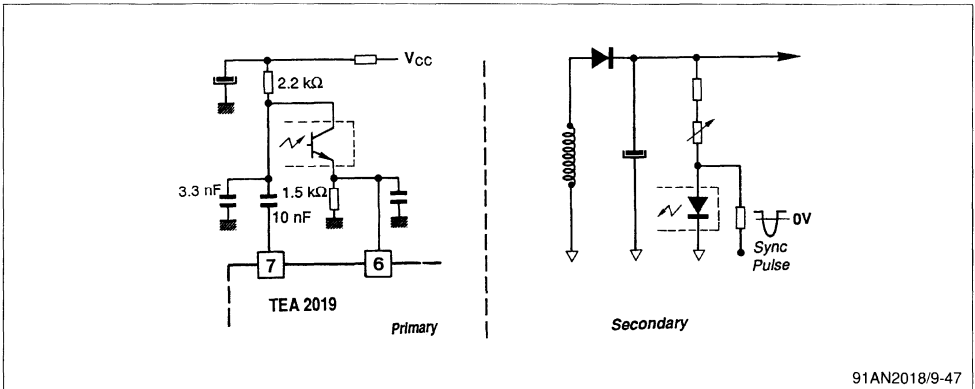 VCC
2.2 kΩ
3.3 nF
1.5 kΩ
10 nF
7
6
TEA 2019
Primary
0V
Sync
Pulse
Secondary
91AN2018/9-47